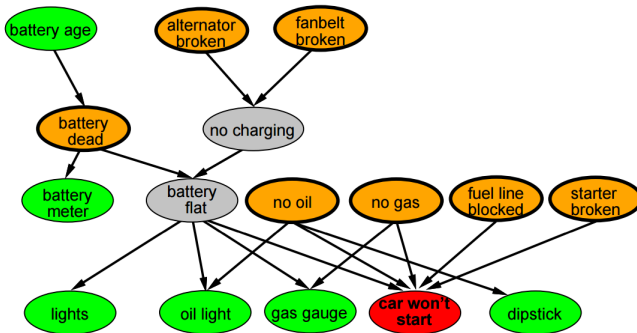 battery age
alternator
broken
fanbelt
broken
battery
dead
no charging
battery
meter
battery
flat
no oil
no gas
fuel line
blocked
starter
broken
lights
oil light
gas gauge
car won't
start
dipstick